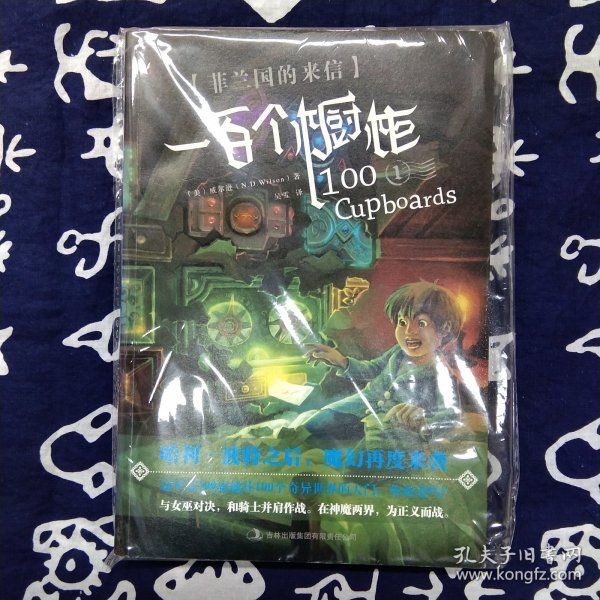 【菲兰国的来信】
一百个橱柜
100
1
Cupboards
（美）威尔逊（N.D.Wilson）著
吴雪 译
哈利·波特之后，魔幻再度来袭
与女巫对决，和骑士并肩作战。在神魔两界，为正义而战。
吉林出版集团有限责任公司
孔夫子旧书网
www.kongfz.com